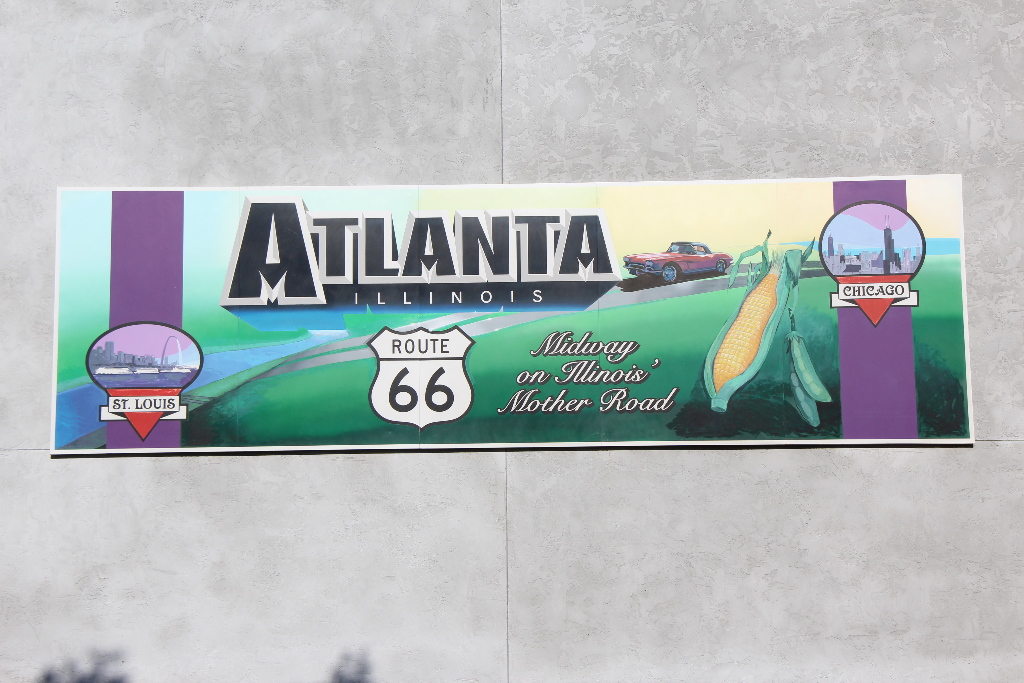 ATLANTA
ILLINOIS
ROUTE
66
Midway
on Illinois'
Mother Road
ST. LOUIS
CHICAGO